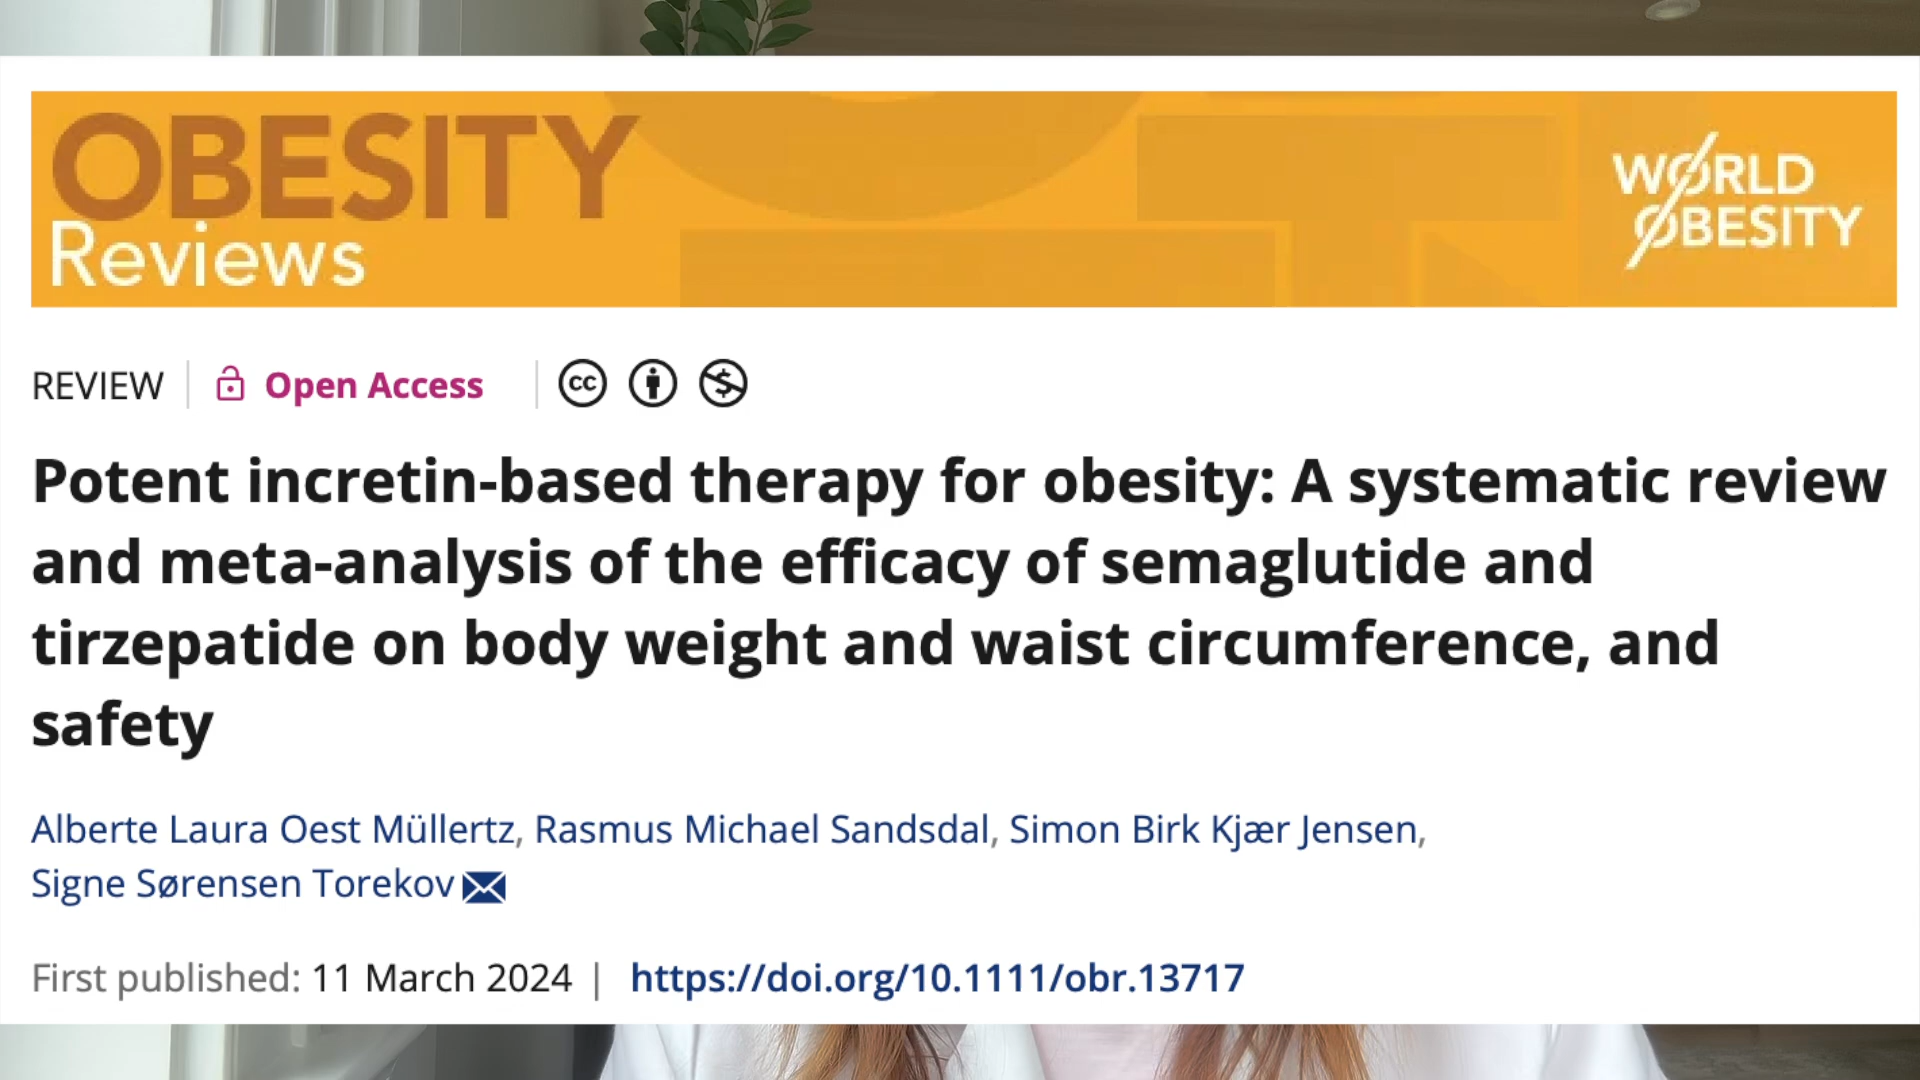 OBESITY
Reviews
WORLD
OBESITY
REVIEW
Open Access
cc
Potent incretin-based therapy for obesity: A systematic review
and meta-analysis of the efficacy of semaglutide and
tirzepatide on body weight and waist circumference, and
safety
Alberte Laura Oest Müllertz, Rasmus Michael Sandsdal, Simon Birk Kjær Jensen,
Signe Sørensen Torekov
First published: 11 March 2024 | https://doi.org/10.1111/obr.13717